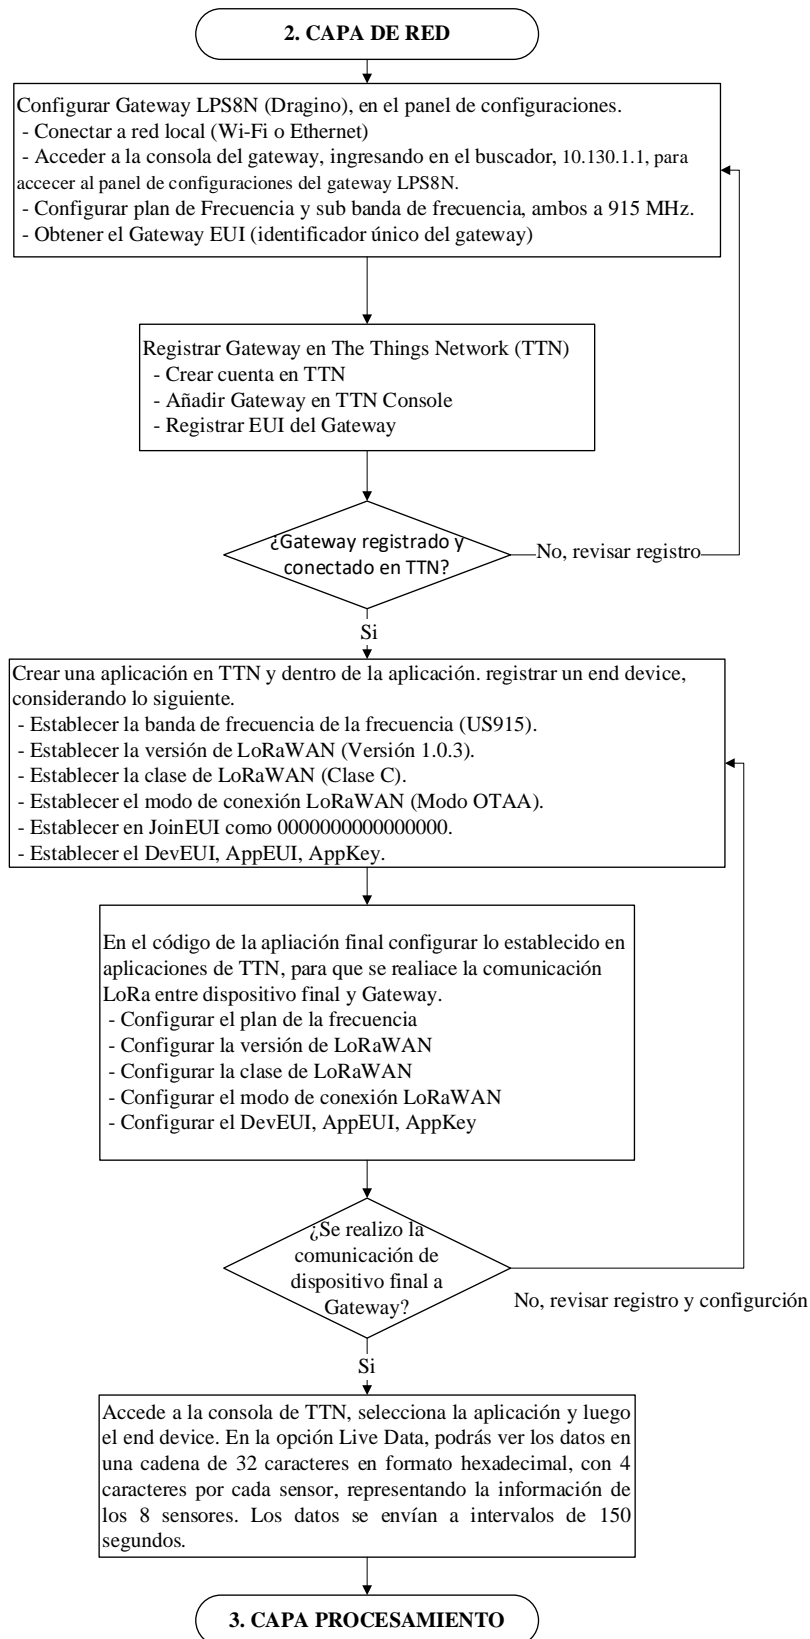 2. CAPA DE RED
Configurar Gateway LPS8N (Dragino), en el panel de configuraciones.
- Conectar a red local (Wi-Fi o Ethernet)
- Acceder a la consola del gateway, ingresando en el buscador, 10.130.1.1, para
accecer al panel de configuraciones del gateway LPS8N.
- Configurar plan de Frecuencia y sub banda de frecuencia, ambos a 915 MHz.
- Obtener el Gateway EUI (identificador único del gateway)
Registrar Gateway en The Things Network (TTN)
- Crear cuenta en TTN
- Añadir Gateway en TTN Console
- Registrar EUI del Gateway
¿Gateway registrado y
conectado en TTN?
No, revisar registro
Si
Crear una aplicación en TTN y dentro de la aplicación. registrar un end device,
considerando lo siguiente.
- Establecer la banda de frecuencia de la frecuencia (US915).
- Establecer la versión de LoRaWAN (Versión 1.0.3).
- Establecer la clase de LoRaWAN (Clase C).
- Establecer el modo de conexión LoRaWAN (Modo OTAA).
- Establecer en JoinEUI como 0000000000000000.
- Establecer el DevEUI, AppEUI, AppKey.
En el código de la apliación final configurar lo establecido en
aplicaciones de TTN, para que se realiace la comunicación
LoRa entre dispositivo final y Gateway.
- Configurar el plan de la frecuencia
- Configurar la versión de LoRaWAN
- Configurar la clase de LoRaWAN
- Configurar el modo de conexión LoRaWAN
- Configurar el DevEUI, AppEUI, AppKey
¿Se realizo la
comunicación de
dispositivo final a
Gateway?
No, revisar registro y configurción
Si
Accede a la consola de TTN, selecciona la aplicación y luego
el end device. En la opción Live Data, podrás ver los datos en
una cadena de 32 caracteres en formato hexadecimal, con 4
caracteres por cada sensor, representando la información de
los 8 sensores. Los datos se envían a intervalos de 150
segundos.
3. CAPA PROCESAMIENTO